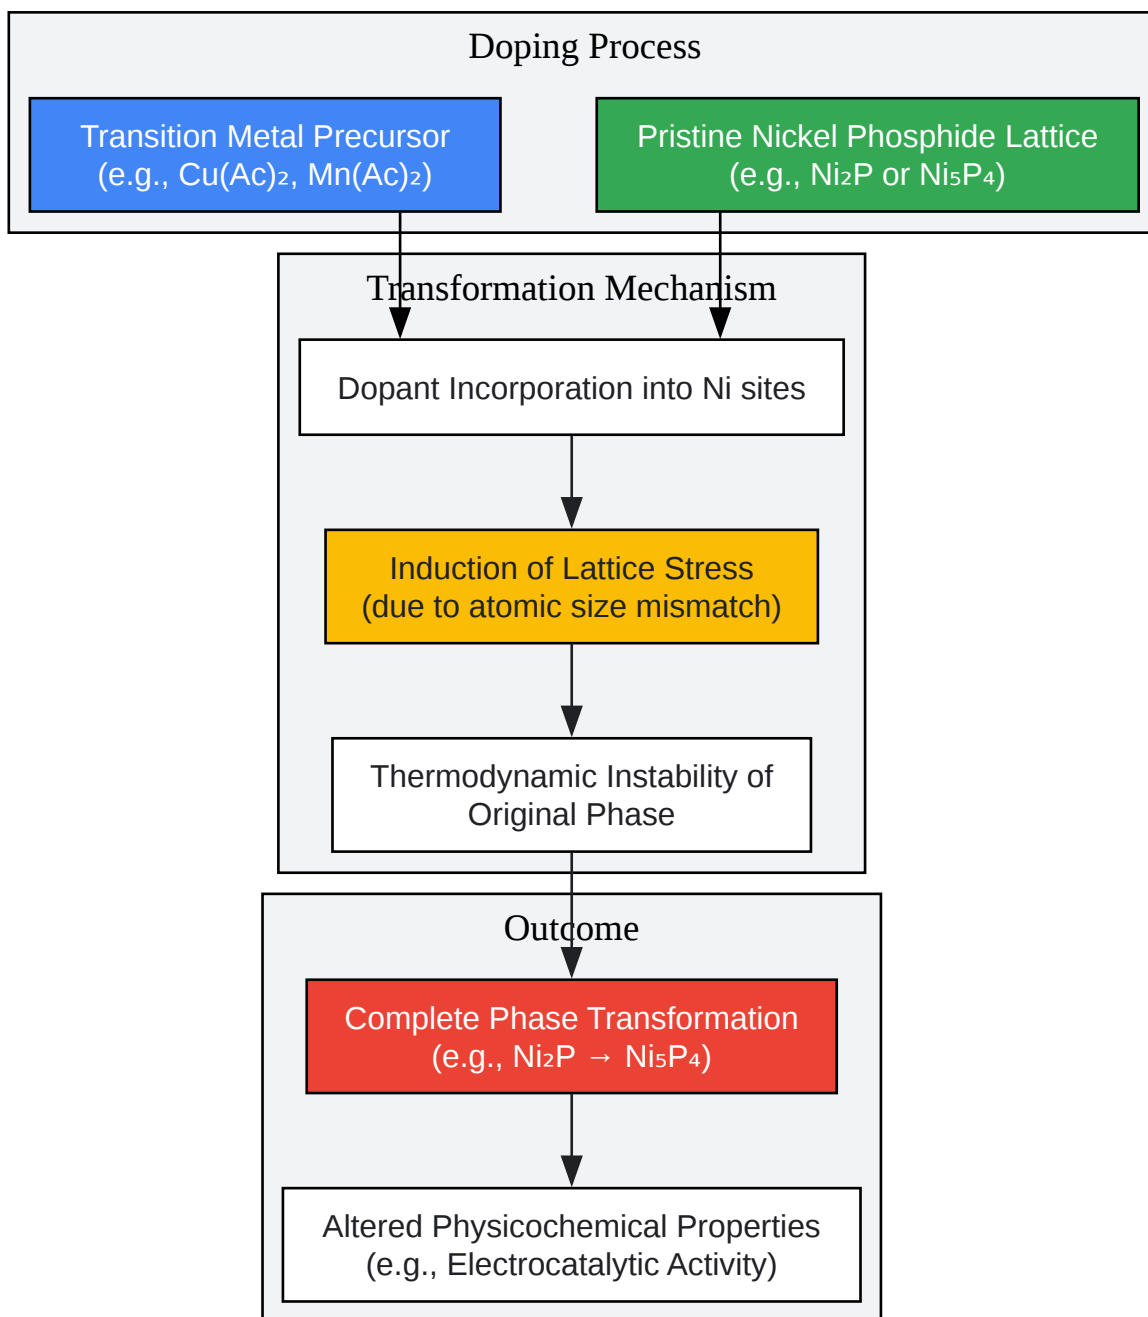 Doping Process
Transition Metal Precursor
(e.g., Cu(Ac)₂, Mn(Ac)₂)
Pristine Nickel Phosphide Lattice
(e.g., Ni₂P or Ni₅P₄)
Transformation Mechanism
Dopant Incorporation into Ni sites
Induction of Lattice Stress
(due to atomic size mismatch)
Thermodynamic Instability of
Original Phase
Outcome
Complete Phase Transformation
(e.g., Ni₂P → Ni₅P₄)
Altered Physicochemical Properties
(e.g., Electrocatalytic Activity)